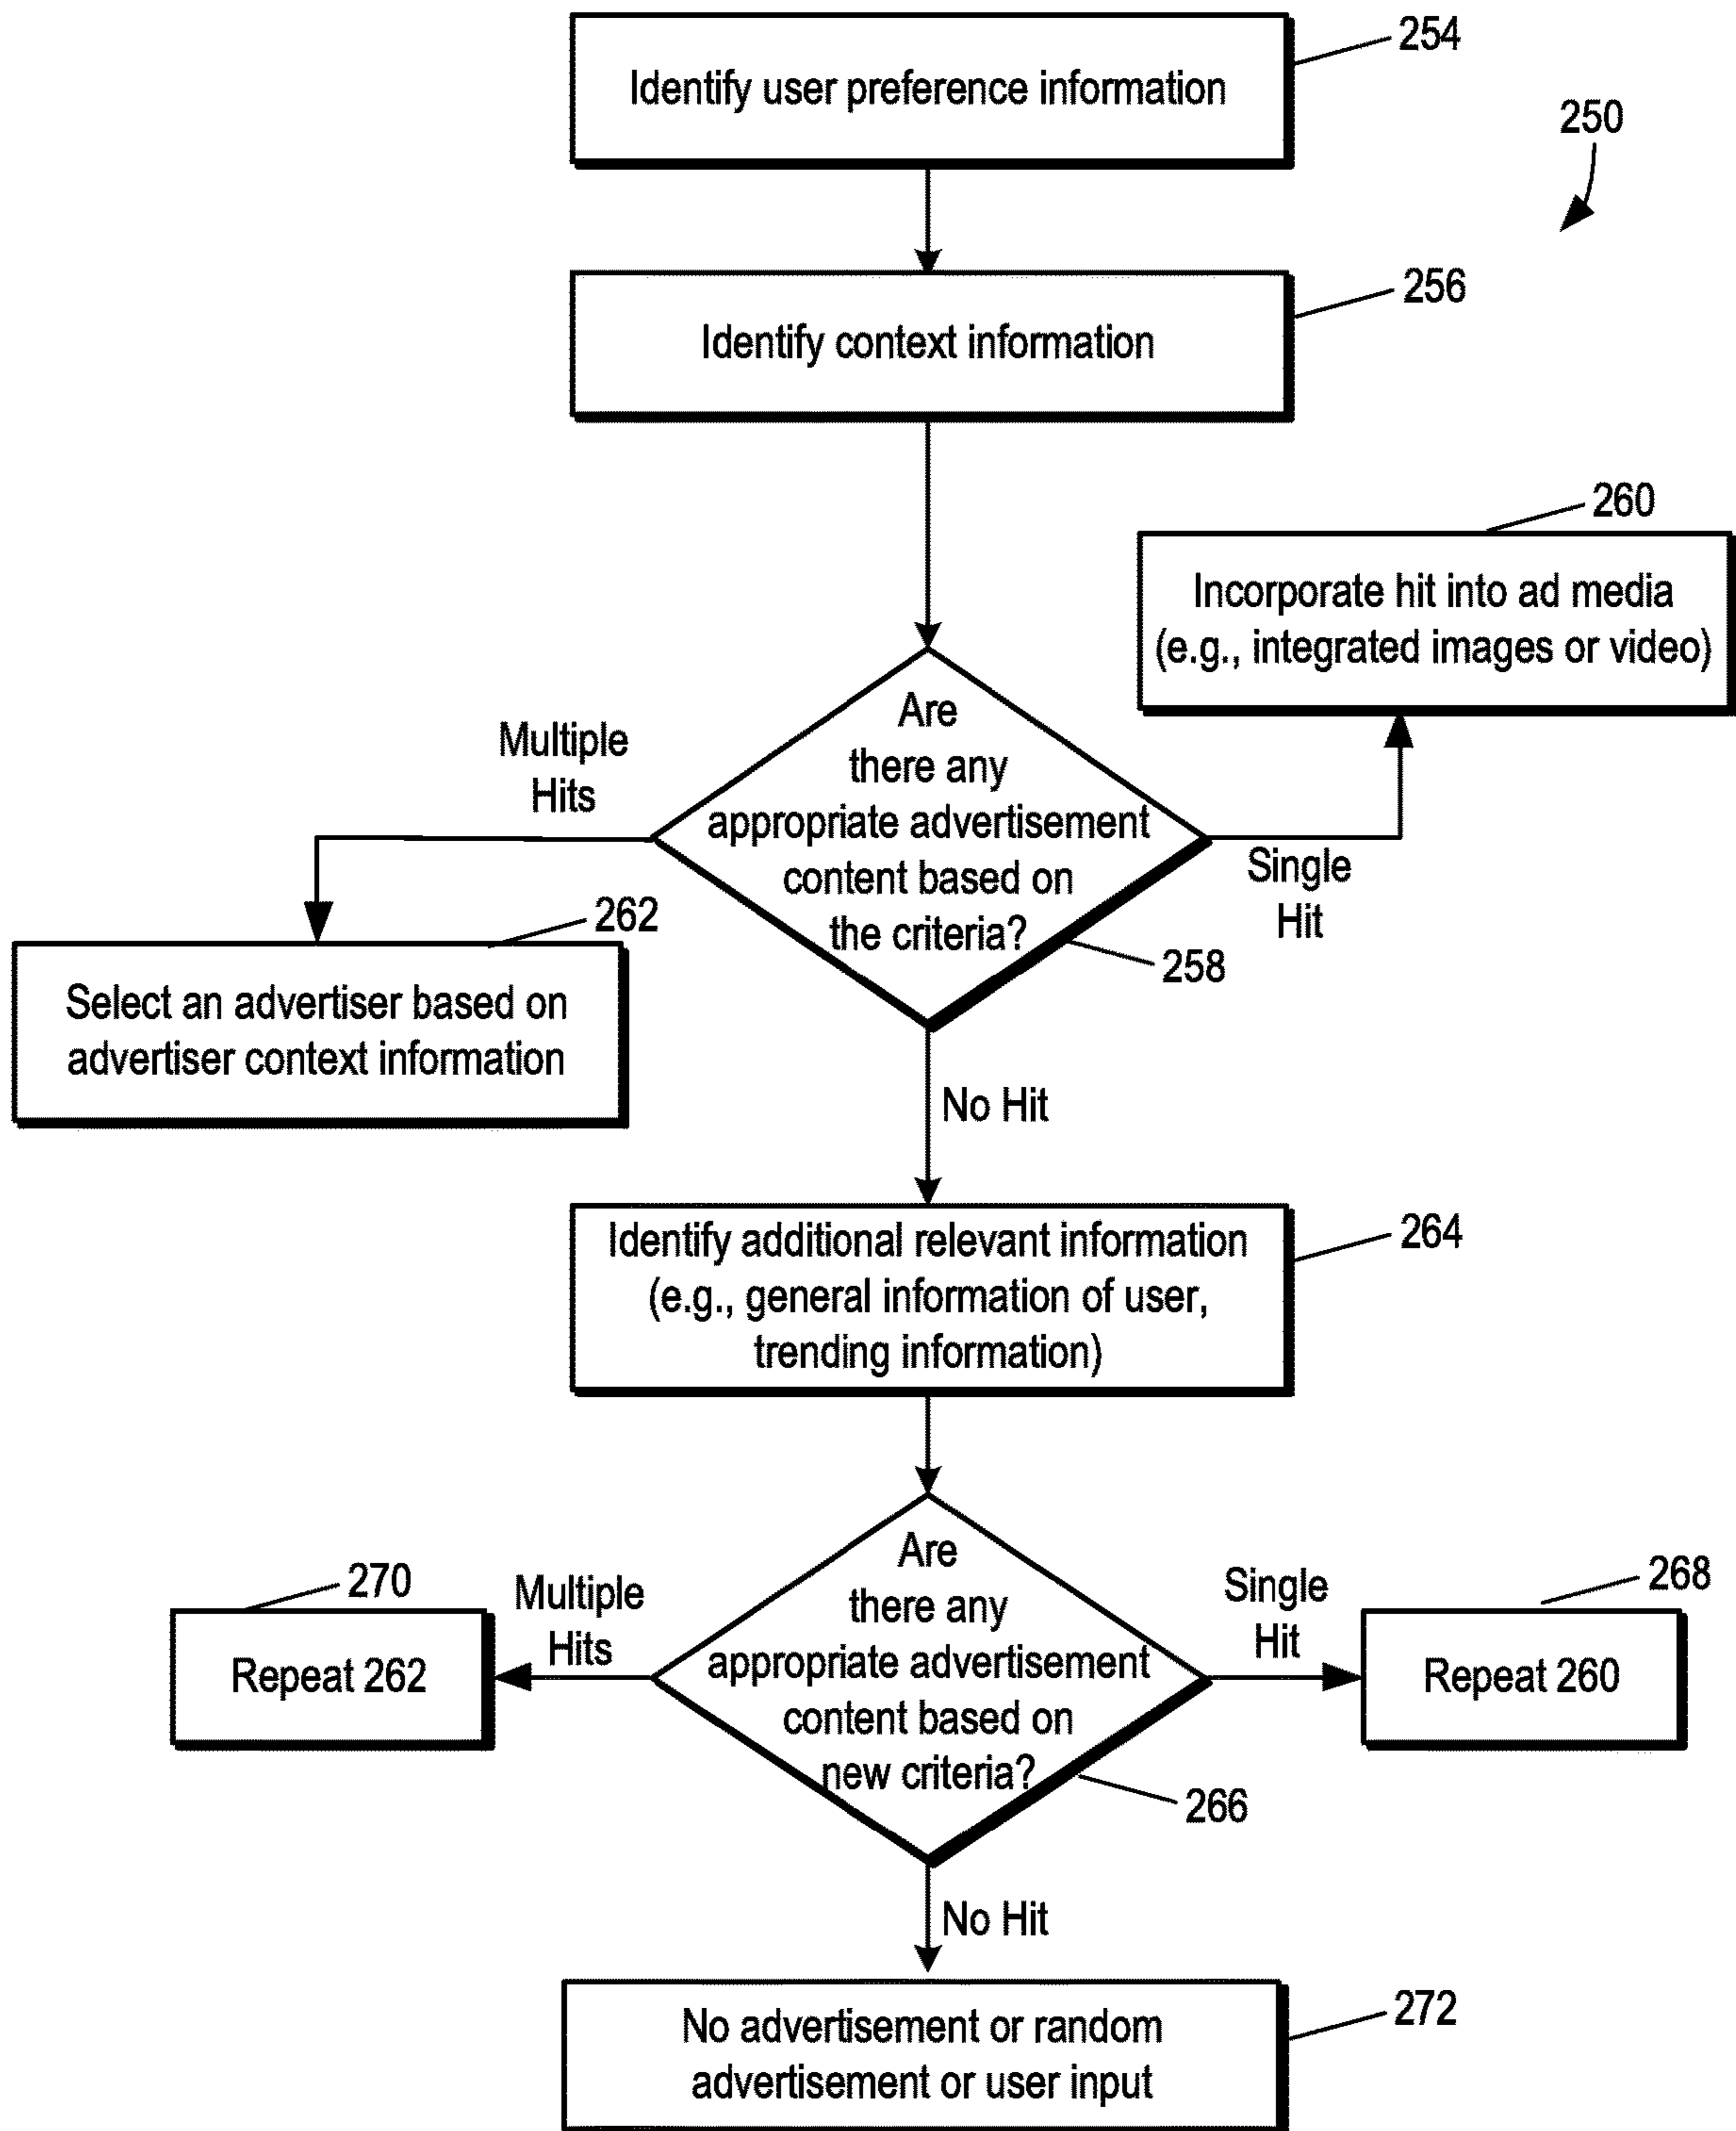 254
Identify user preference information
250
256
Identify context information
260
Incorporate hit into ad media
(e.g., integrated images or video)
Multiple
Hits
Are
there any
appropriate advertisement
content based on
the criteria?
Single
Hit
258
262
Select an advertiser based on
advertiser context information
No Hit
264
Identify additional relevant information
(e.g., general information of user,
trending information)
270
Repeat 262
Multiple
Hits
Are
there any
appropriate advertisement
content based on
new criteria?
Single
Hit
268
Repeat 260
266
No Hit
272
No advertisement or random
advertisement or user input